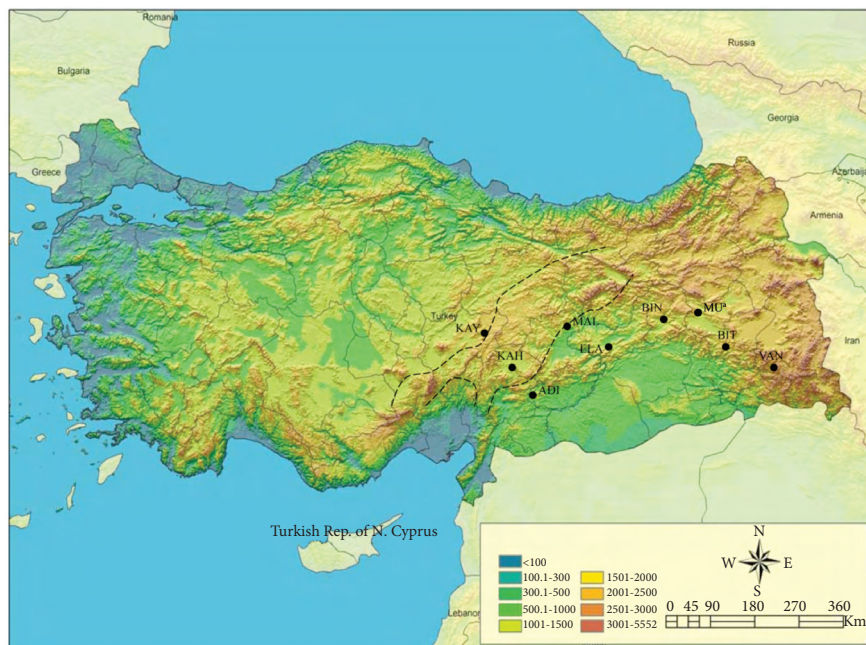 Romania
Russia
Bulgaria
Georgia
Greece
Azerbaija
Armenia
Turkey
KAY
MAL
BIN
MUª
KAH
ELA
BIT
VAN
ADI
Iran
Turkish Rep. of N. Cyprus
Lebanon
<100
100.1-300
300.1-500
500.1-1000
1001-1500
1501-2000
2001-2500
2501-3000
3001-5552
N
W E
S
0 45 90 180 270 360
Km